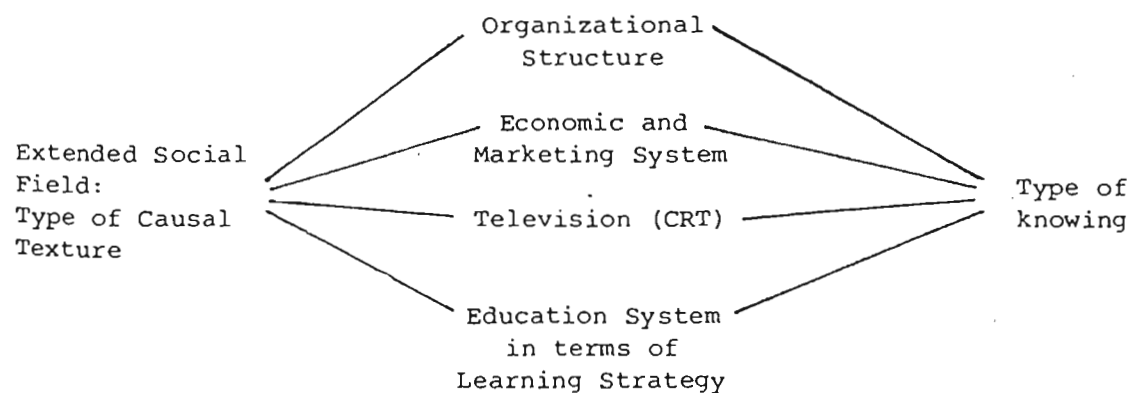 Organizational
Structure
Economic and
Marketing System
Extended Social
Field:
Type of Causal
Texture
Television (CRT)
Type of
knowing
Education System
in terms of
Learning Strategy